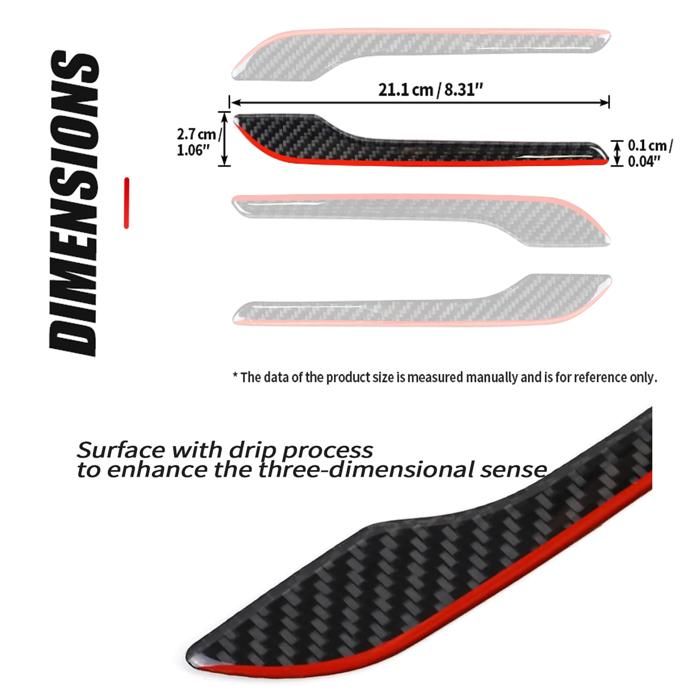 DIMENSIONS
21.1 cm / 8.31"
2.7 cm /
1.06"
0.1 cm /
0.04"
* The data of the product size is measured manually and is for reference only.
Surface with drip process
to enhance the three-dimensional sense